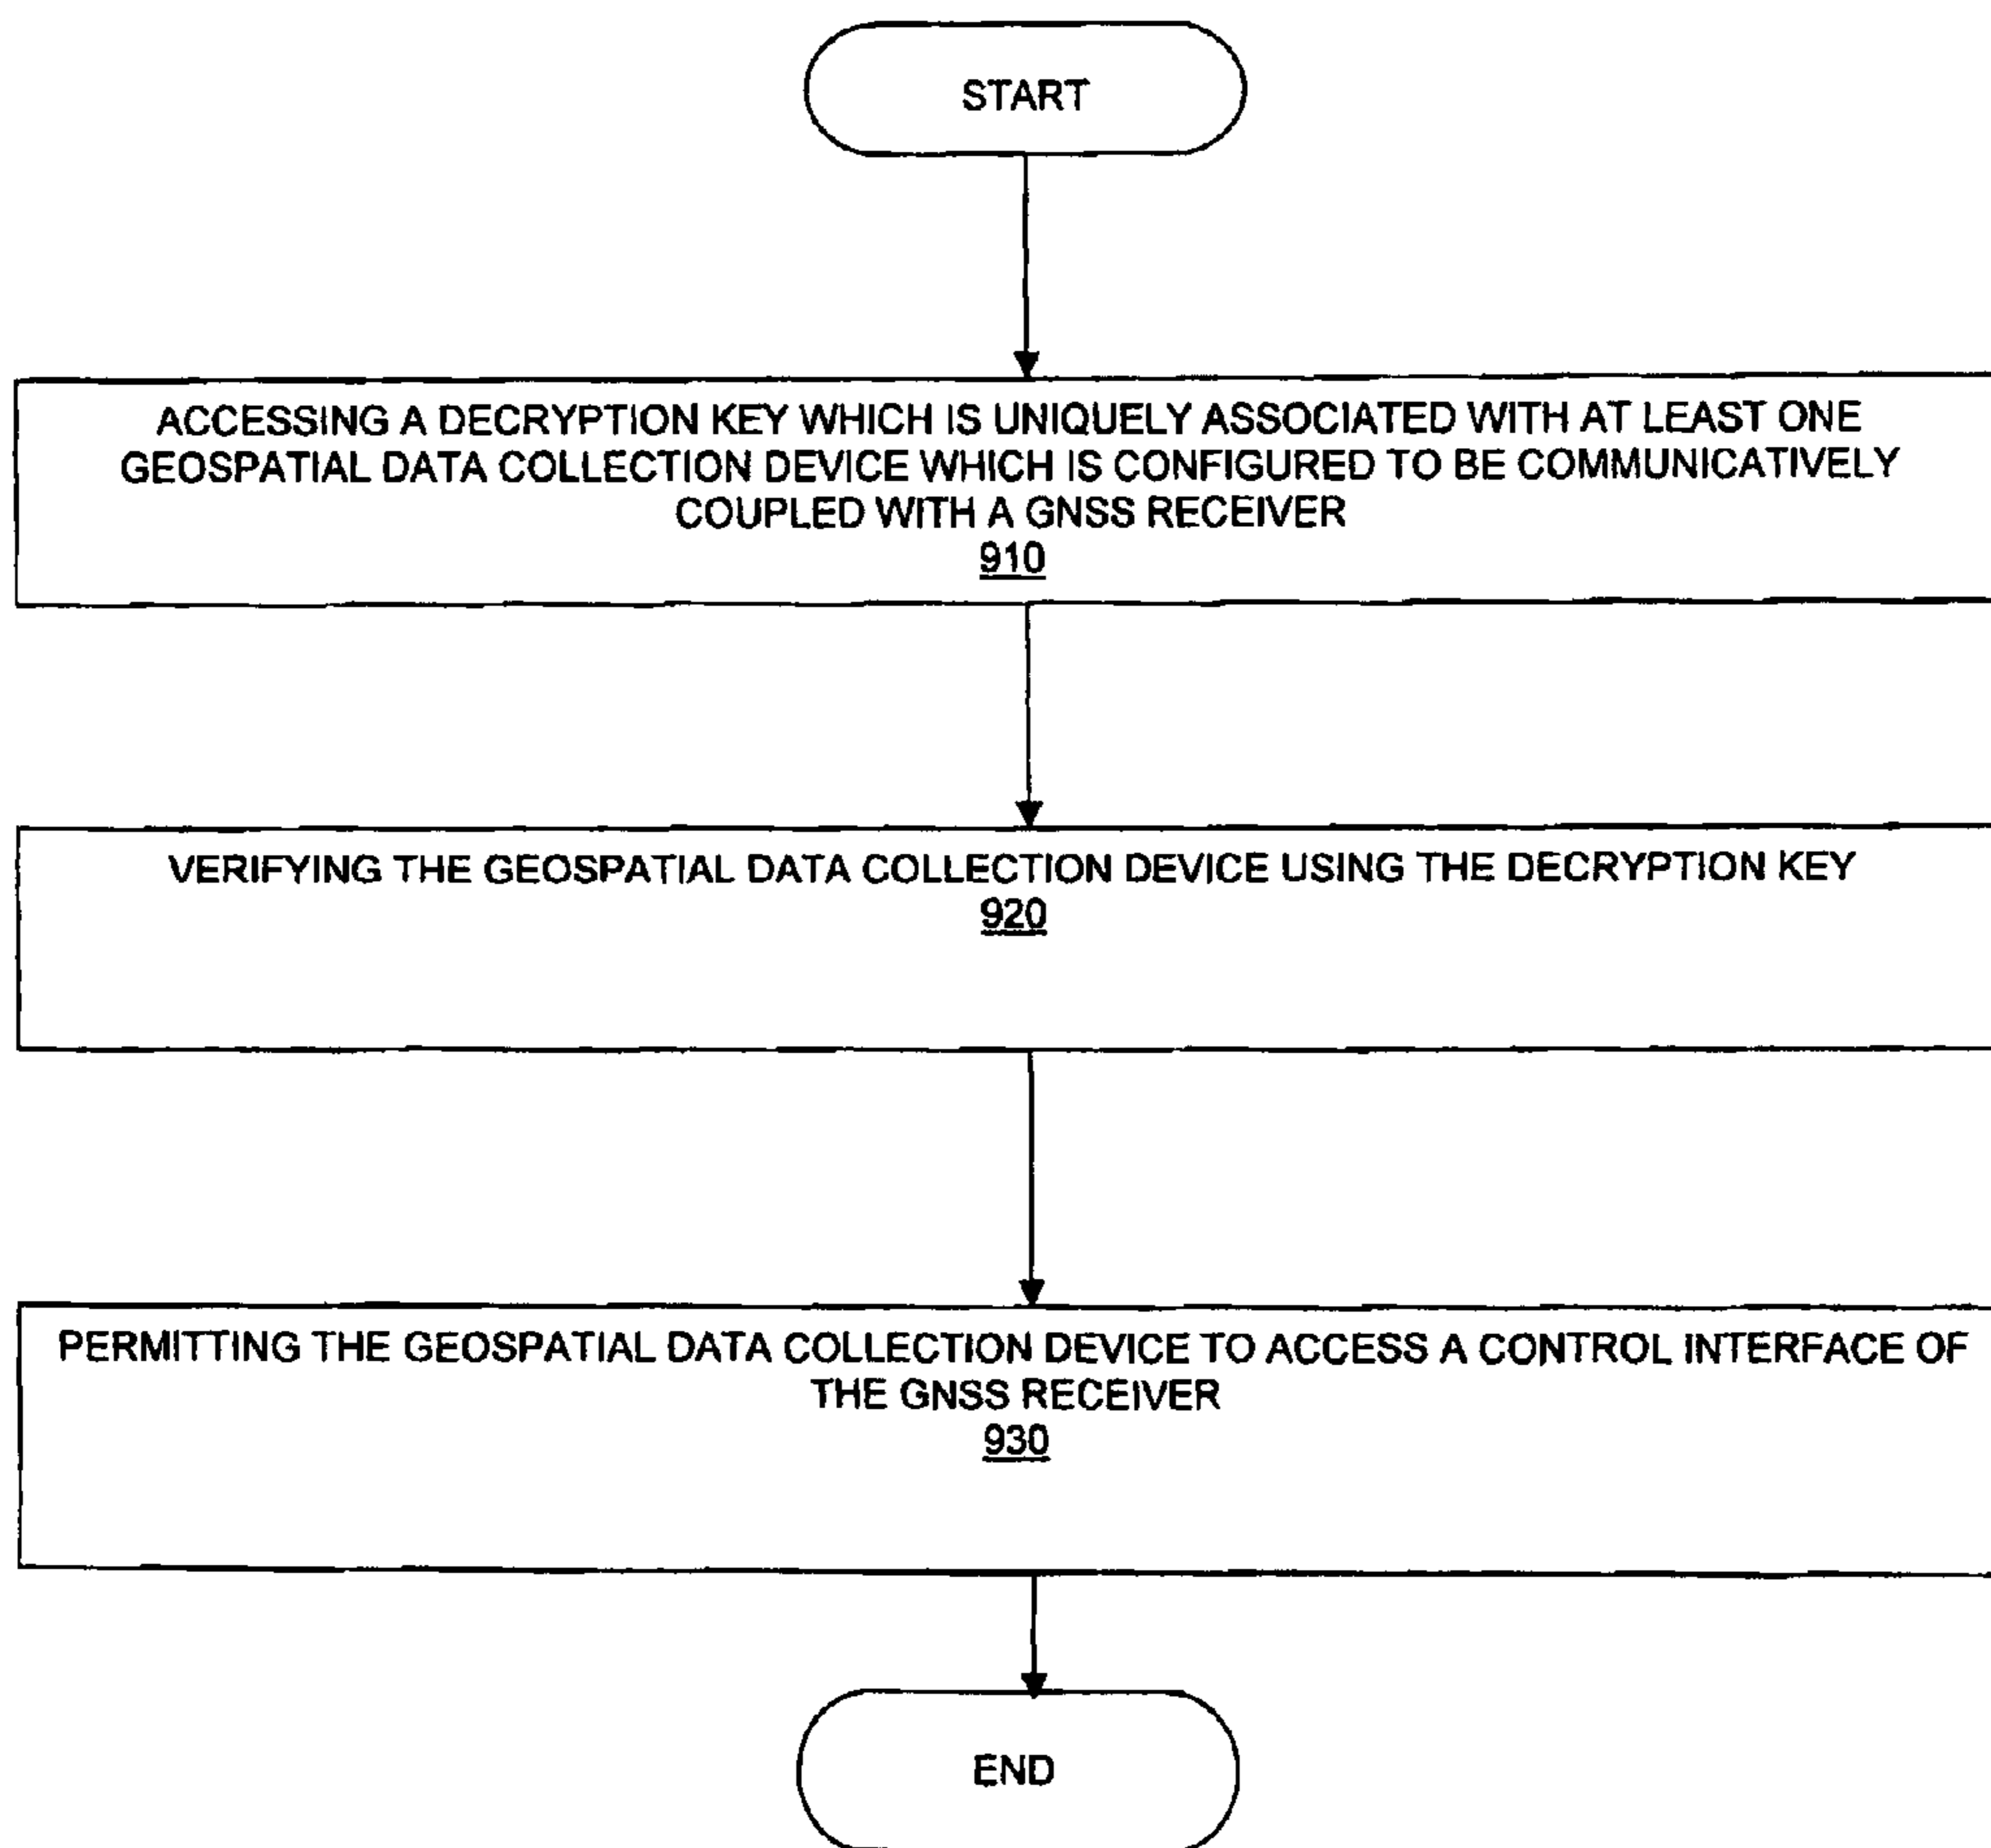 START
ACCESSING A DECRYPTION KEY WHICH IS UNIQUELY ASSOCIATED WITH AT LEAST ONE
GEOSPATIAL DATA COLLECTION DEVICE WHICH IS CONFIGURED TO BE COMMUNICATIVELY
COUPLED WITH A GNSS RECEIVER
910
VERIFYING THE GEOSPATIAL DATA COLLECTION DEVICE USING THE DECRYPTION KEY
920
PERMITTING THE GEOSPATIAL DATA COLLECTION DEVICE TO ACCESS A CONTROL INTERFACE OF
THE GNSS RECEIVER
930
END